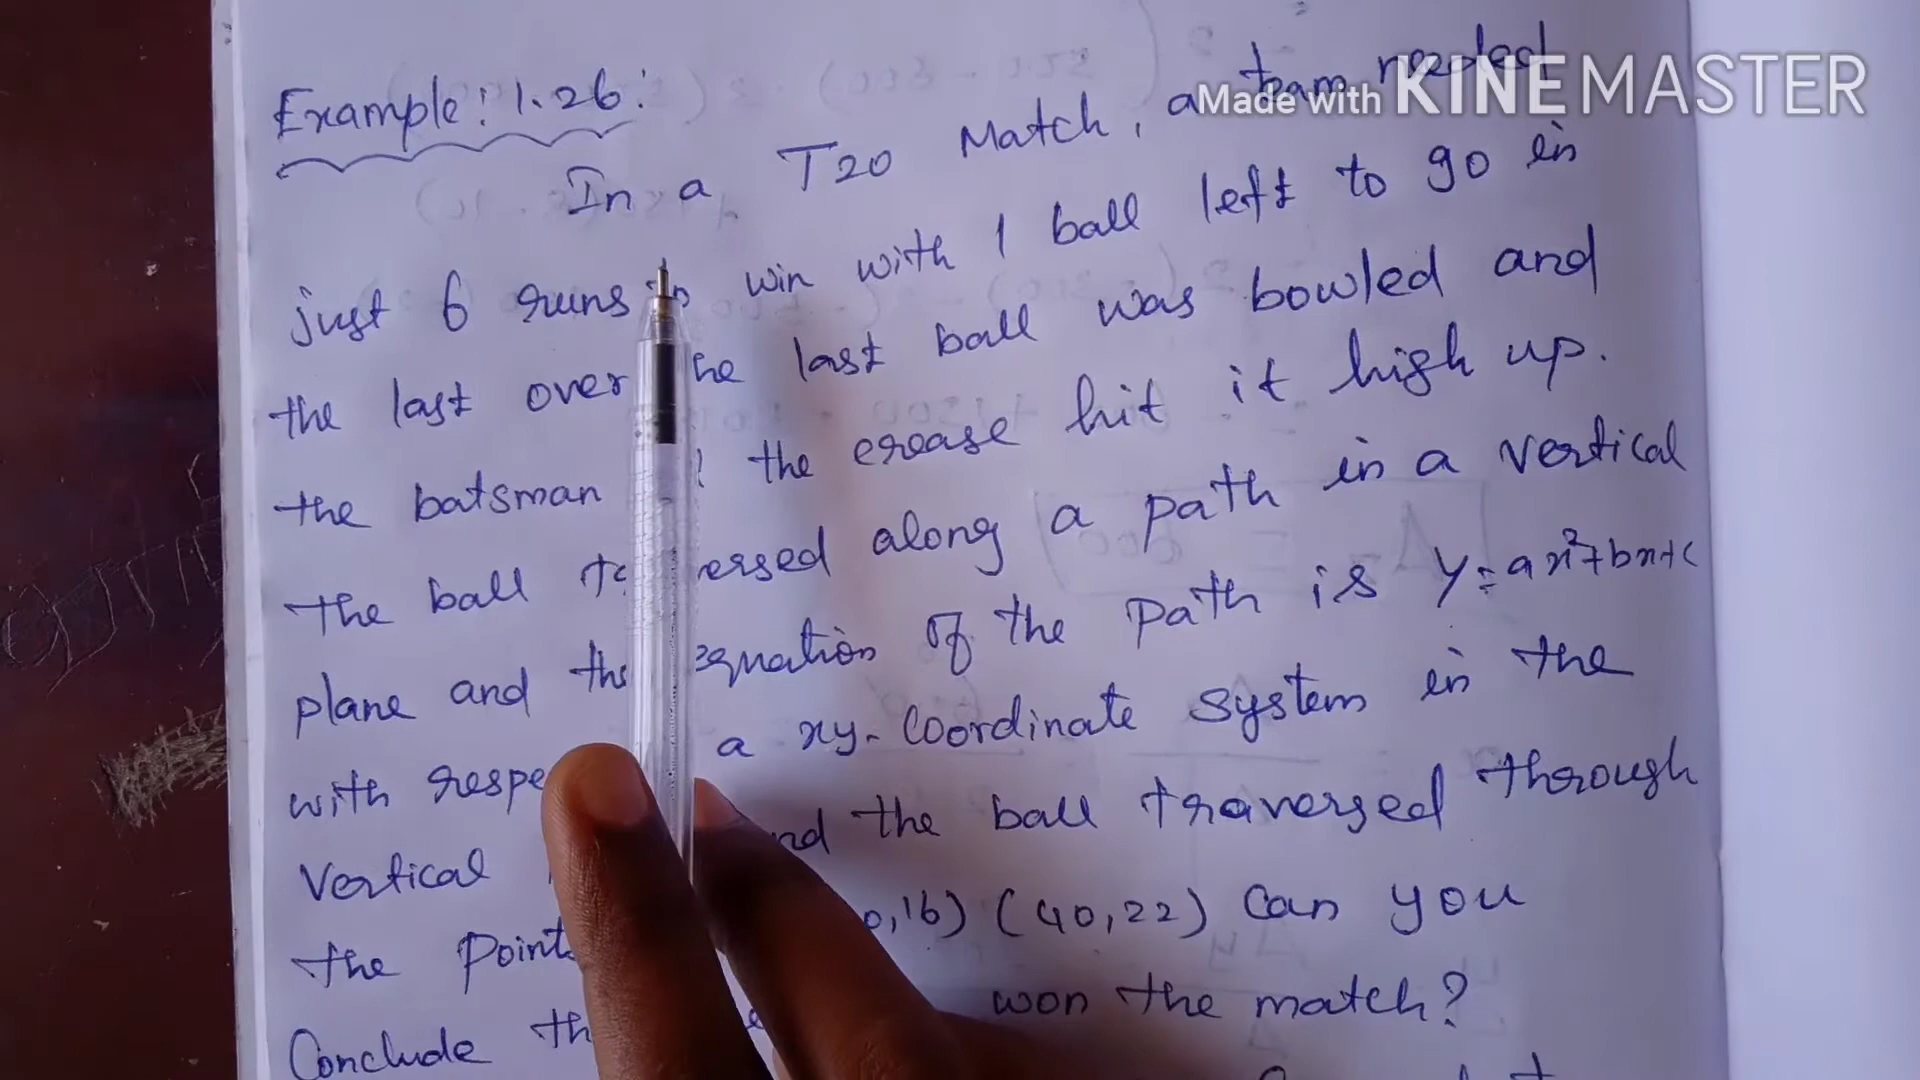 Example: 1.26:
In a T20 Match, a team needed
just 6 runs win with 1 ball left to go in
the last over the last ball was bowled and
the batsman the crease hit it high up.
The ball along a path in a vertical
plane and the equation of the path is y=ax²+bx+c
with a xy-Coordinate system in the
Vertical the ball traversed through
the Point 16) (40,22) Can you
Conclude won the match?
Made with KINEMASTER